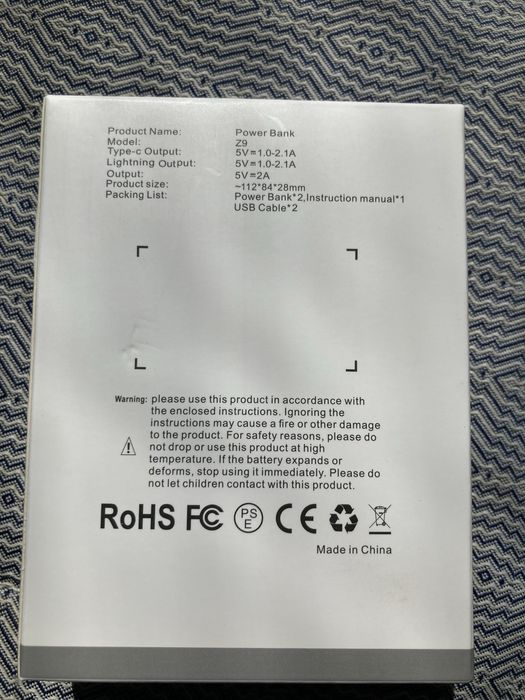 Product Name: Power Bank
Model: Z9
Type-c Output: 5V=1.0-2.1A
Lightning Output: 5V=1.0-2.1A
Output: 5V=2A
Product size: ~112*84*28mm
Packing List: Power Bank*2,Instruction manual*1
USB Cable*2
Warning: please use this product in accordance with
the enclosed instructions. Ignoring the
instructions may cause a fire or other damage
to the product. For safety reasons, please do
not drop or use this product at high
temperature. If the battery expands or
deforms, stop using it immediately. Please do
not let children contact with this product.
RoHS FC PS E CE
Made in China